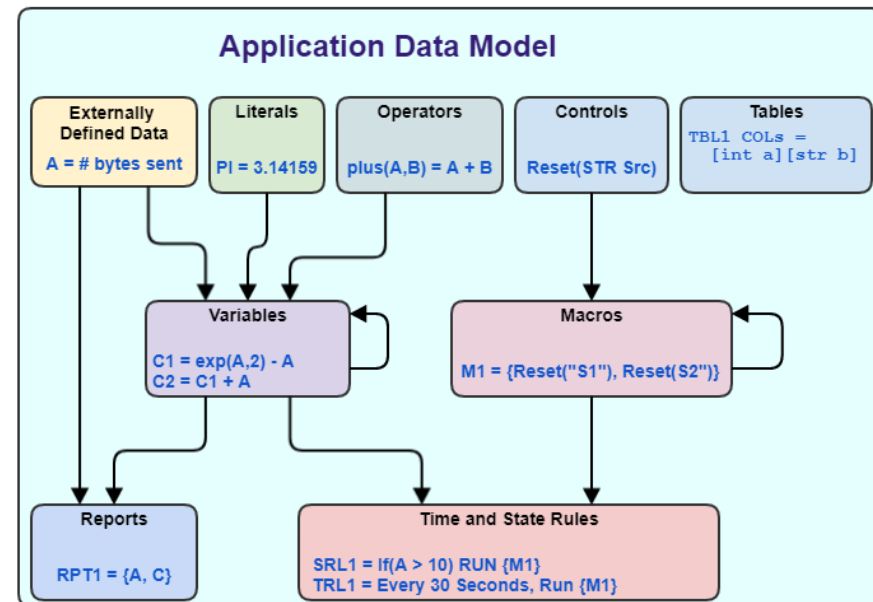 Application Data Model
Externally
Defined Data
A = # bytes sent
Literals
PI = 3.14159
Operators
plus(A,B) = A + B
Controls
Reset(STR Src)
Tables
TBL1 COLs =
[int a][str b]
Variables
C1 = exp(A,2) - A
C2 = C1 + A
Macros
M1 = {Reset("S1"), Reset(S2")}
Reports
RPT1 = {A, C}
Time and State Rules
SRL1 = If(A > 10) RUN {M1}
TRL1 = Every 30 Seconds, Run {M1}